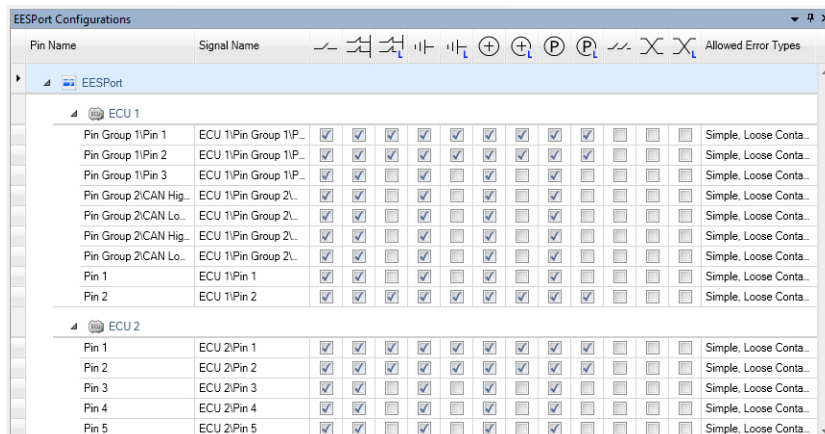 EESPort Configurations
Pin Name Signal Name L L L P P L L Allowed Error Types
EESPort
ECU 1
Pin Group 1\Pin 1 ECU 1\Pin Group 1\P... Simple, Loose Conta...
Pin Group 1\Pin 2 ECU 1\Pin Group 1\P... Simple, Loose Conta...
Pin Group 1\Pin 3 ECU 1\Pin Group 1\P... Simple, Loose Conta...
Pin Group 2\CAN Hig... ECU 1\Pin Group 2\... Simple, Loose Conta...
Pin Group 2\CAN Lo... ECU 1\Pin Group 2\... Simple, Loose Conta...
Pin Group 2\CAN Hig... ECU 1\Pin Group 2\... Simple, Loose Conta...
Pin Group 2\CAN Lo... ECU 1\Pin Group 2\... Simple, Loose Conta...
Pin 1 ECU 1\Pin 1 Simple, Loose Conta...
Pin 2 ECU 1\Pin 2 Simple, Loose Conta...
ECU 2
Pin 1 ECU 2\Pin 1 Simple, Loose Conta...
Pin 2 ECU 2\Pin 2 Simple, Loose Conta...
Pin 3 ECU 2\Pin 3 Simple, Loose Conta...
Pin 4 ECU 2\Pin 4 Simple, Loose Conta...
Pin 5 ECU 2\Pin 5 Simple, Loose Conta...